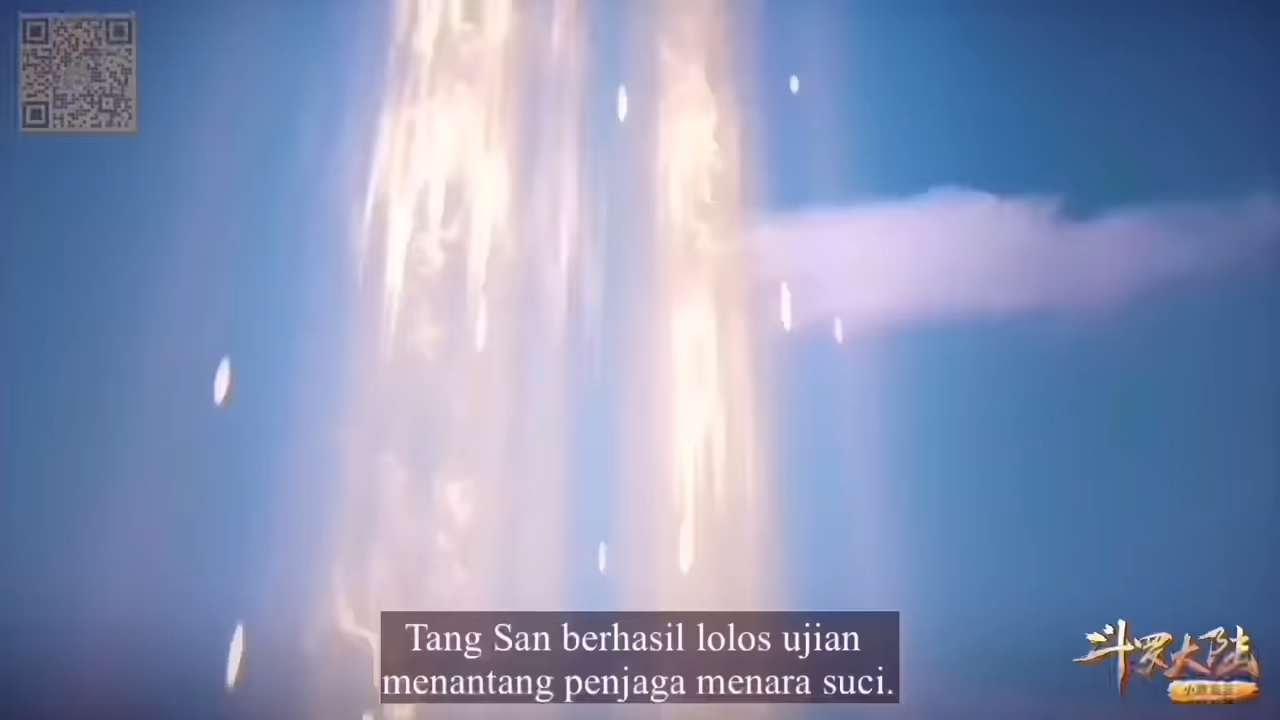 Tang San berhasil lolos ujian
menantang penjaga menara suci.
斗罗大陆